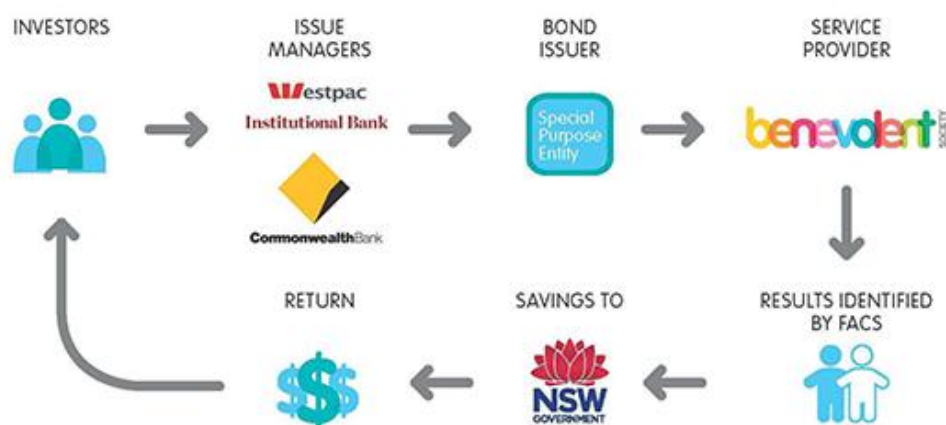 INVESTORS
ISSUE
MANAGERS
Westpac
Institutional Bank
CommonwealthBank
BOND
ISSUER
Special
Purpose
Entity
SERVICE
PROVIDER
benevolent
SOCIETY
RETURN
$$$
SAVINGS TO
NSW
GOVERNMENT
RESULTS IDENTIFIED
BY FACS